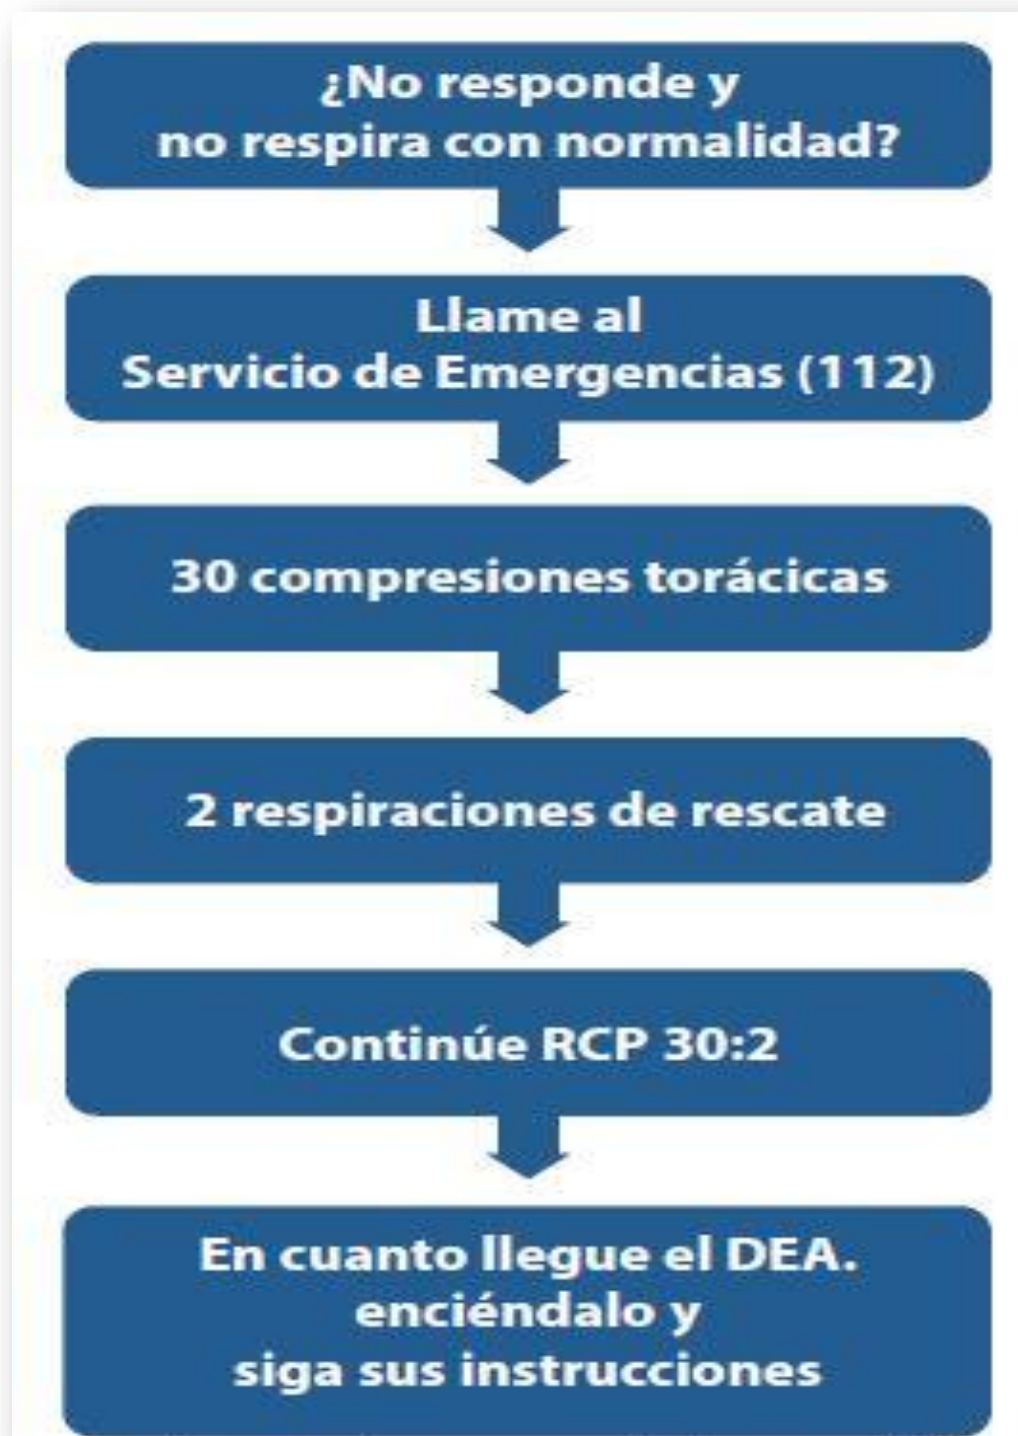 ¿No responde y
no respira con normalidad?
Llame al
Servicio de Emergencias (112)
30 compresiones torácicas
2 respiraciones de rescate
Continúe RCP 30:2
En cuanto llegue el DEA.
enciéndalo y
siga sus instrucciones